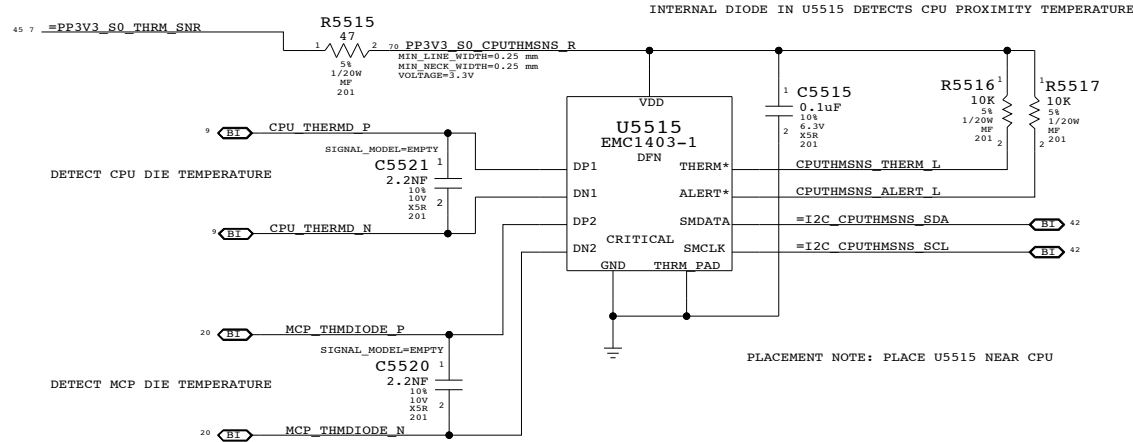 INTERNAL DIODE IN U5515 DETECTS CPU PROXIMITY TEMPERATURE
45 7 =PP3V3_S0_THRM_SNR
R5515
47
1 2
5%
1/20W
MF
201
70 PP3V3_S0_CPUTHMSNS_R
MIN_LINE_WIDTH=0.25 mm
MIN_NECK_WIDTH=0.25 mm
VOLTAGE=3.3V
9 BI CPU_THERMD_P
SIGNAL_MODEL=EMPTY
C5521 1
2.2NF
10%
10V
X5R
201
2
DETECT CPU DIE TEMPERATURE
9 BI CPU_THERMD_N
VDD
U5515
EMC1403-1
DFN
DP1
DN1
DP2
DN2
THERM*
ALERT*
SMDATA
SMCLK
CRITICAL
GND
THRM_PAD
1
C5515
0.1uF
10%
6.3V
X5R
201
2
R5516 1
10K
5%
1/20W
MF
201
2
1 R5517
10K
5%
1/20W
MF
201
2
CPUTHMSNS_THERM_L
CPUTHMSNS_ALERT_L
=I2C_CPUTHMSNS_SDA BI 42
=I2C_CPUTHMSNS_SCL BI 42
20 BI MCP_THMDIODE_P
SIGNAL_MODEL=EMPTY
C5520 1
2.2NF
10%
10V
X5R
201
2
DETECT MCP DIE TEMPERATURE
20 BI MCP_THMDIODE_N
PLACEMENT NOTE: PLACE U5515 NEAR CPU